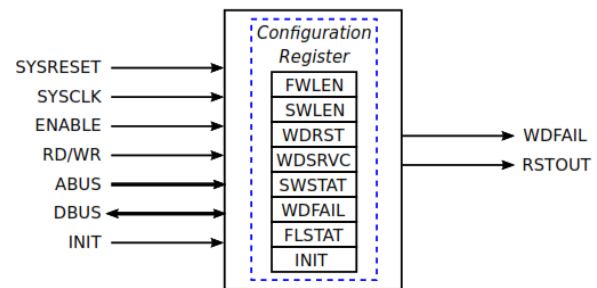 Configuration
Register
SYSRESET
SYSCLK
ENABLE
RD/WR
ABUS
DBUS
INIT
FWLEN
SWLEN
WDRST
WDSRVC
SWSTAT
WDFAIL
FLSTAT
INIT
WDFAIL
RSTOUT